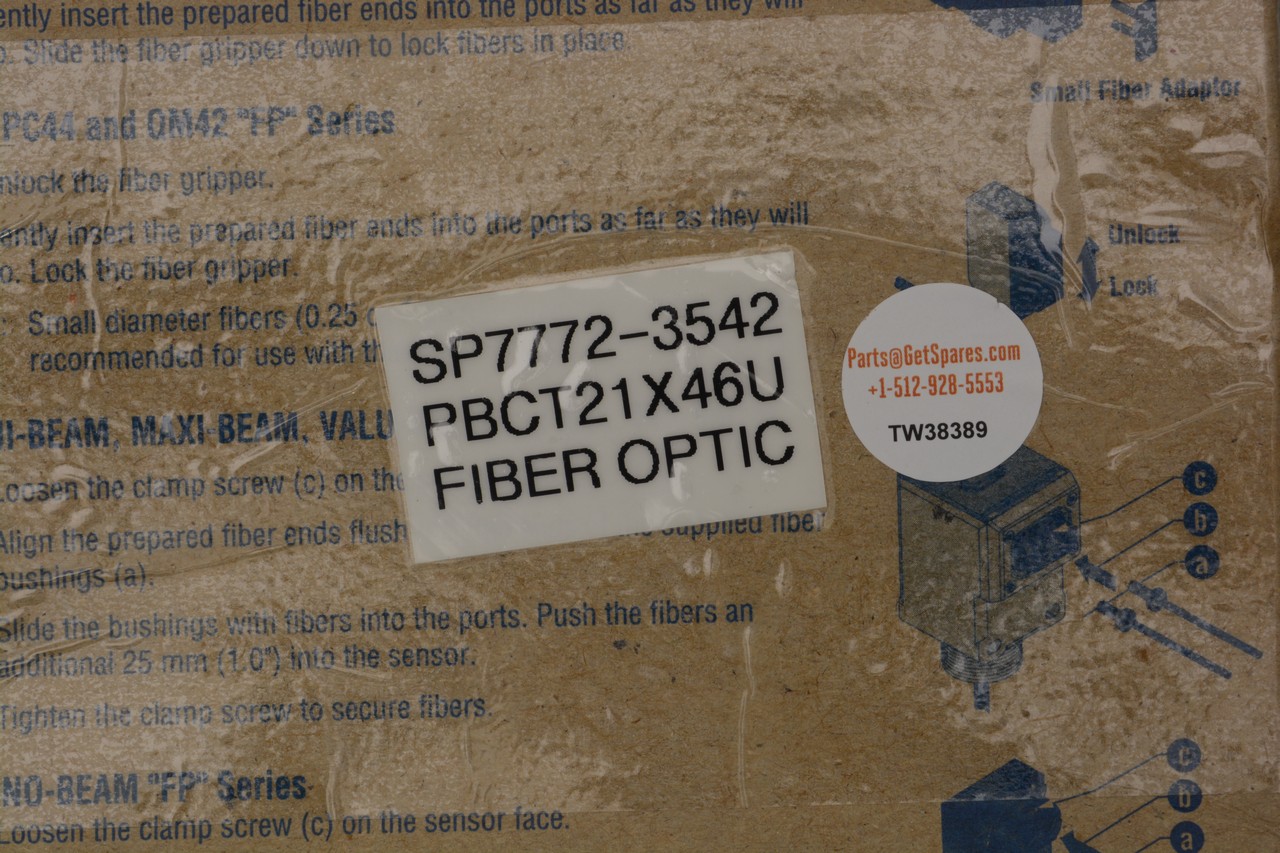 ently insert the prepared fiber ends into the ports as far as they will
o. Slide the fiber gripper down to lock fibers in place.
Small Fiber Adaptor
PC44 and OM42 "FP" Series
nlock the fiber gripper.
ently insert the prepared fiber ends into the ports as far as they will
o. Lock the fiber gripper.
Unlock
Lock
Small diameter fibers (0.25
recommended for use with th
SP7772-3542
PBCT21X46U
FIBER OPTIC
Parts@GetSpares.com
+1-512-928-5553
TW38389
NI-BEAM, MAXI-BEAM, VALU
Loosen the clamp screw (c) on the
Align the prepared fiber ends flush
supplied fiber
bushings (a).
Slide the bushings with fibers into the ports. Push the fibers an
additional 25 mm (1.0") into the sensor.
Tighten the clamp screw to secure fibers.
c
b
a
NO-BEAM "FP" Series
Loosen the clamp screw (c) on the sensor face.
c
b
a